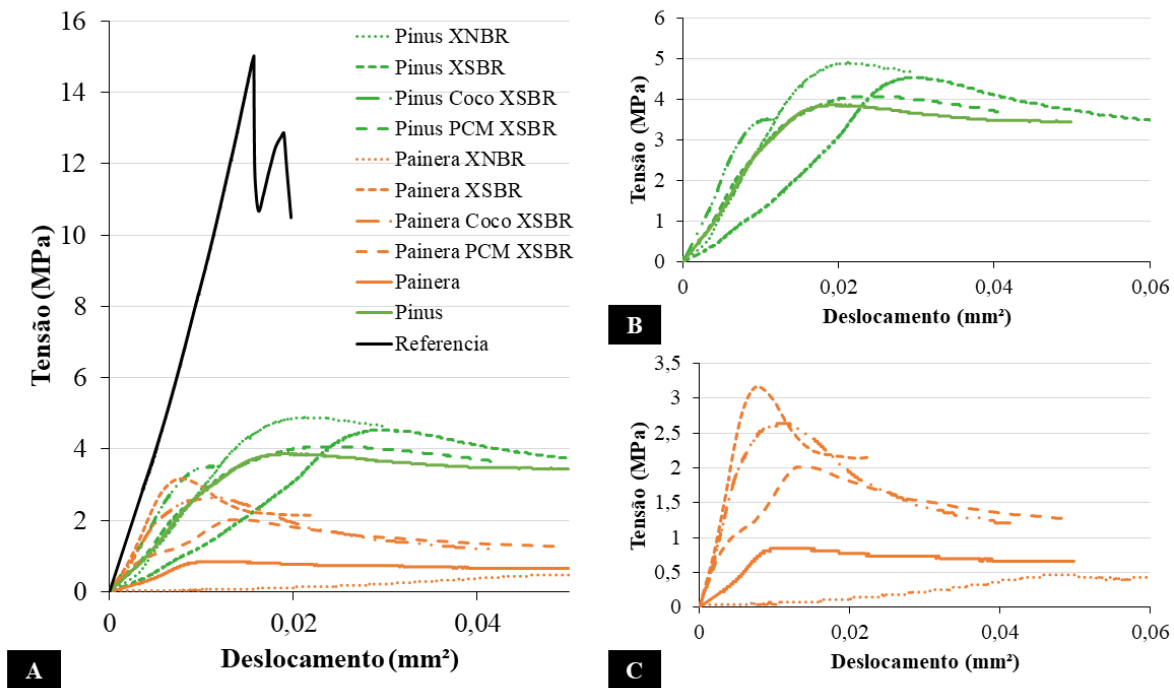 Tensão (MPa)
16
14
12
10
8
6
4
2
0
0
0,02
0,04
Deslocamento (mm²)
Pinus XNBR
Pinus XSBR
Pinus Coco XSBR
Pinus PCM XSBR
Painera XNBR
Painera XSBR
Painera Coco XSBR
Painera PCM XSBR
Painera
Pinus
Referencia
A
Tensão (MPa)
6
5
4
3
2
1
0
0
0,02
0,04
0,06
Deslocamento (mm²)
B
Tensão (MPa)
3,5
3
2,5
2
1,5
1
0,5
0
0
0,02
0,04
0,06
Deslocamento (mm²)
C